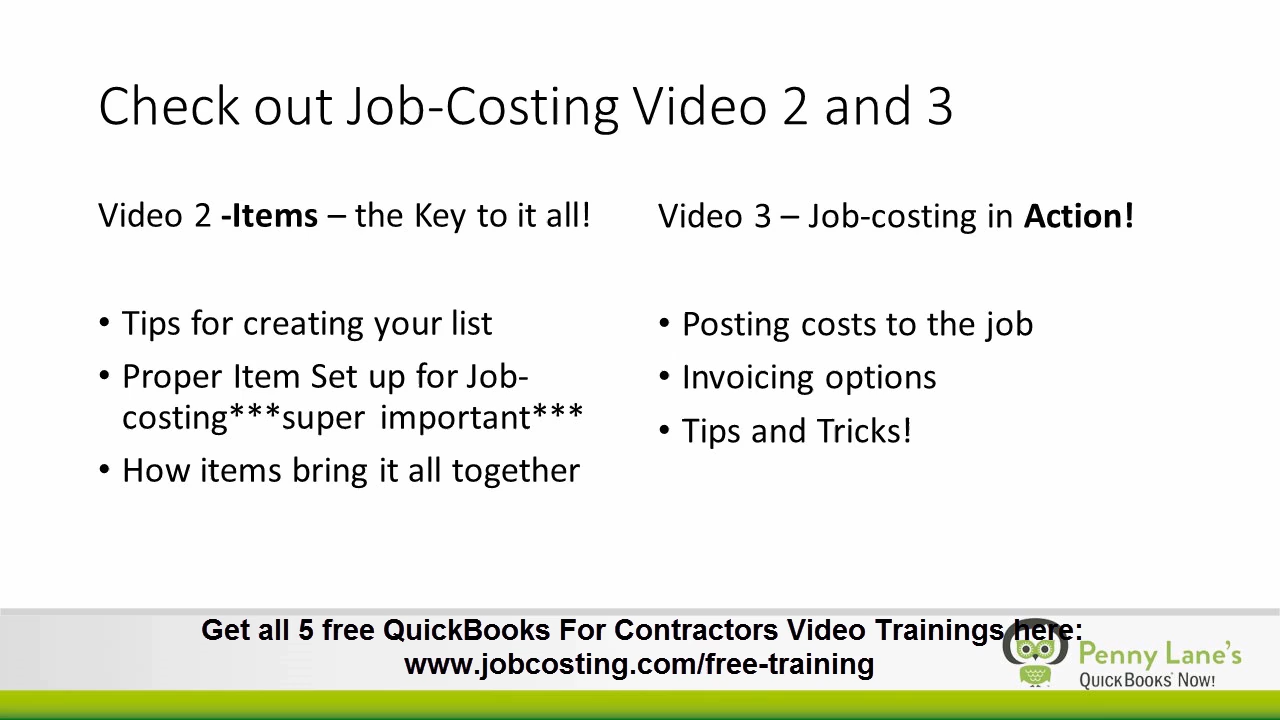 Check out Job-Costing Video 2 and 3
Video 2 -Items – the Key to it all!
• Tips for creating your list
• Proper Item Set up for Job-
costing***super important***
• How items bring it all together
Video 3 – Job-costing in Action!
• Posting costs to the job
• Invoicing options
• Tips and Tricks!
Get all 5 free QuickBooks For Contractors Video Trainings here:
www.jobcosting.com/free-training
Penny Lane's
QuickBooks® Now!